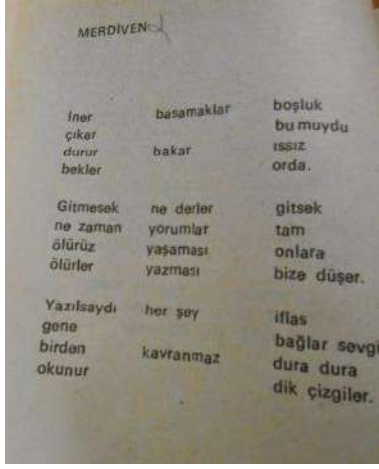 MERDİVEN
İner basamaklar boşluk
çıkar bu muydu
durur bakar ıssız
bekler orda.
Gitmesek ne derler gitsek
ne zaman yorumlar tam
ölürüz yaşaması onlara
ölürler yazması bize düşer.
Yazılsaydı her şey iflas
gene bağlar sevgi
birden kavranmaz dura dura
okunur dik çizgiler.